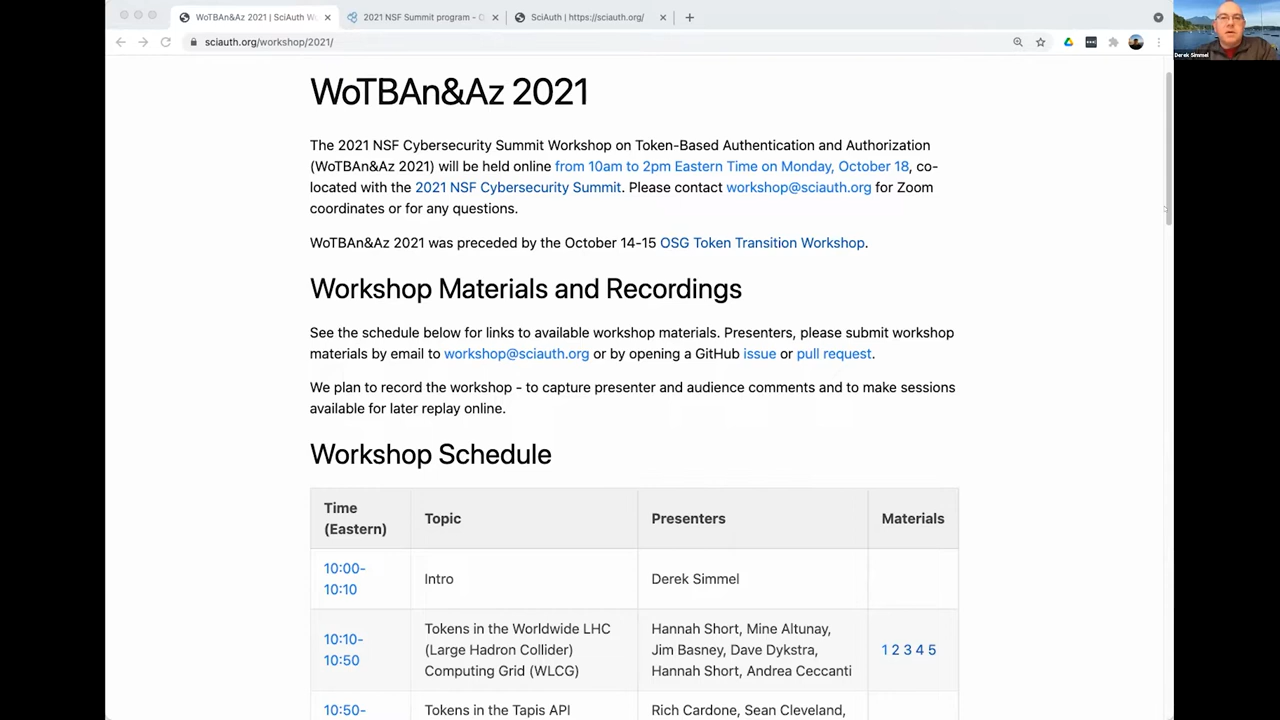 WoTBAn&Az 2021 | SciAuth W
2021 NSF Summit program -
SciAuth | https://sciauth.org/
sciauth.org/workshop/2021/
Derek Simmel
WoTBAn&Az 2021
The 2021 NSF Cybersecurity Summit Workshop on Token-Based Authentication and Authorization
(WoTBAn&Az 2021) will be held online from 10am to 2pm Eastern Time on Monday, October 18, co-
located with the 2021 NSF Cybersecurity Summit. Please contact workshop@sciauth.org for Zoom
coordinates or for any questions.
WoTBAn&Az 2021 was preceded by the October 14-15 OSG Token Transition Workshop.
Workshop Materials and Recordings
See the schedule below for links to available workshop materials. Presenters, please submit workshop
materials by email to workshop@sciauth.org or by opening a GitHub issue or pull request.
We plan to record the workshop - to capture presenter and audience comments and to make sessions
available for later replay online.
Workshop Schedule
Time
(Eastern)
Topic
Presenters
Materials
10:00-
10:10
Intro
Derek Simmel
10:10-
10:50
Tokens in the Worldwide LHC
(Large Hadron Collider)
Computing Grid (WLCG)
Hannah Short, Mine Altunay,
Jim Basney, Dave Dykstra,
Hannah Short, Andrea Ceccanti
1 2 3 4 5
10:50-
Tokens in the Tapis API
Rich Cardone, Sean Cleveland,